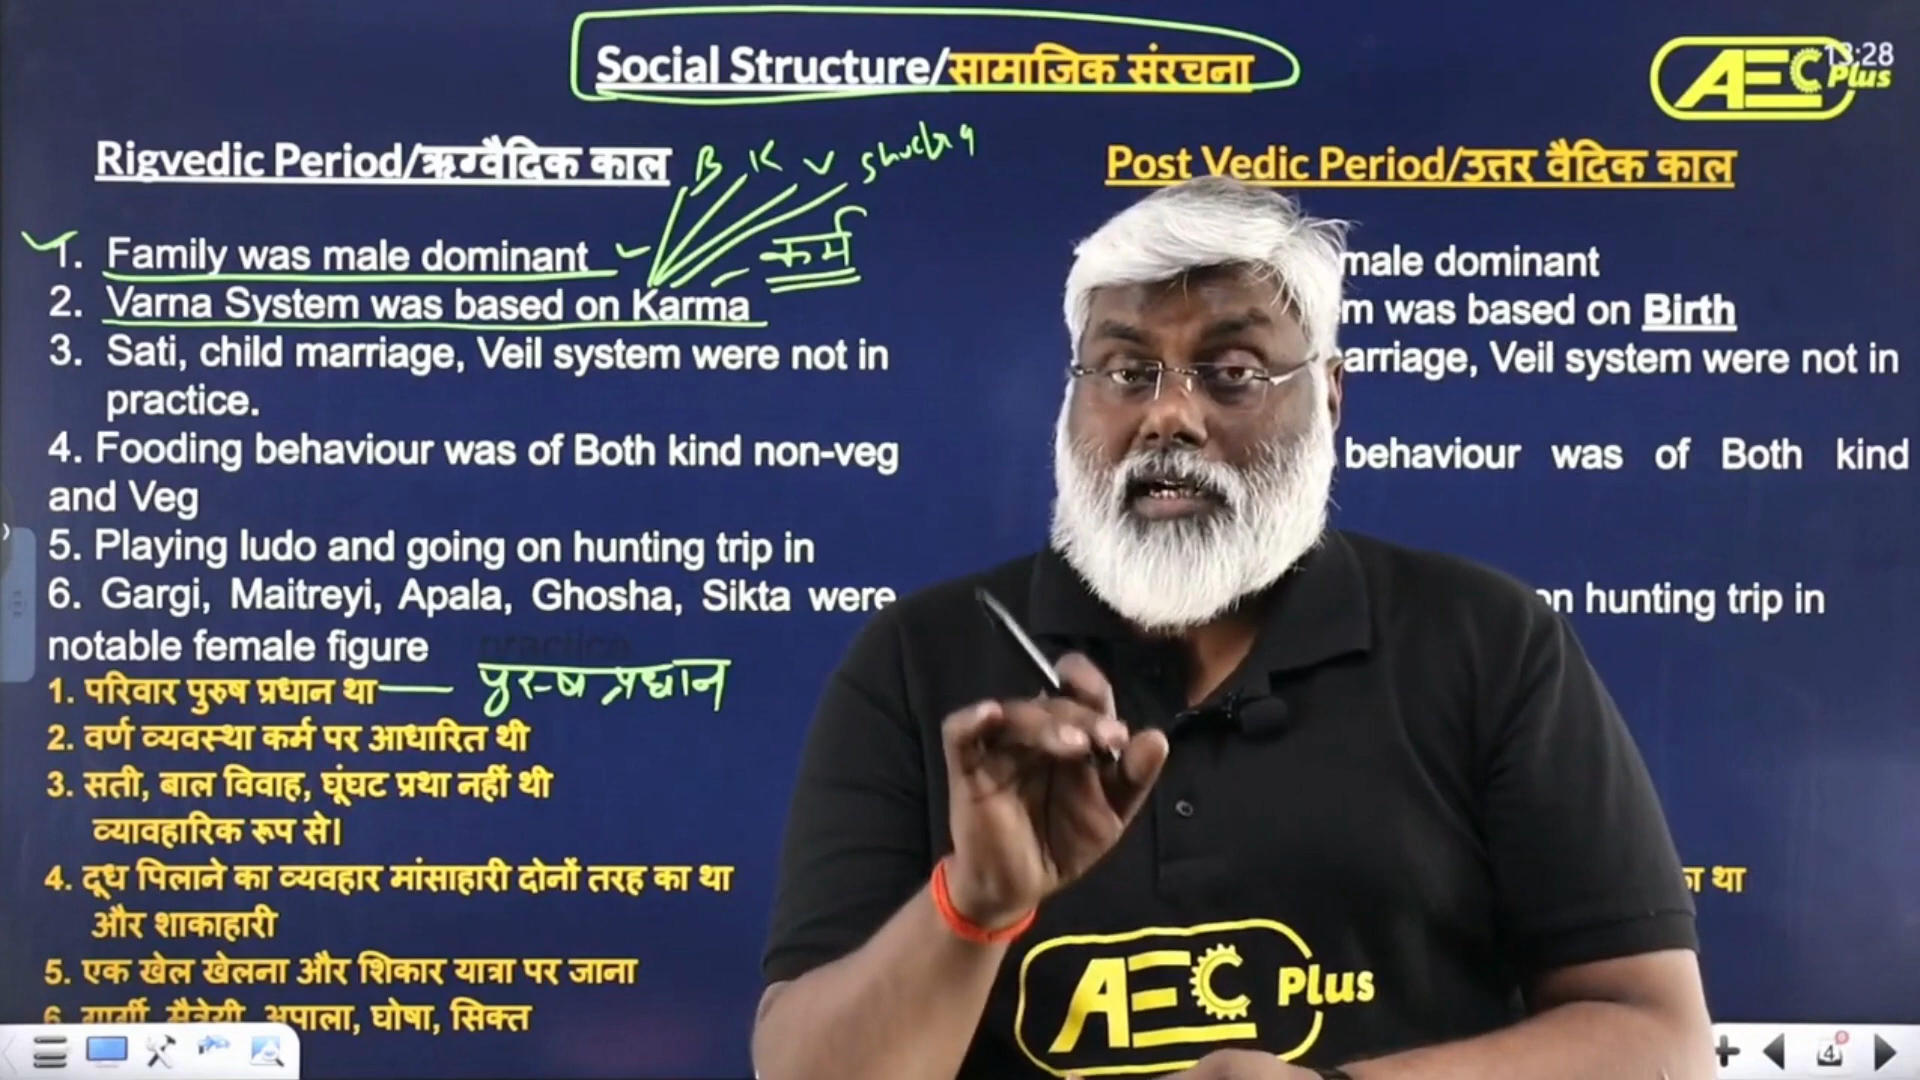 Social Structure/सामाजिक संरचना
AEC Plus
13:28
Rigvedic Period/ऋग्वैदिक काल
B K V Shudra
कर्म
1. Family was male dominant
2. Varna System was based on Karma
3. Sati, child marriage, Veil system were not in
practice.
4. Fooding behaviour was of Both kind non-veg
and Veg
5. Playing ludo and going on hunting trip in
6. Gargi, Maitreyi, Apala, Ghosha, Sikta were
notable female figure
practice
1. परिवार पुरुष प्रधान था
पुरुष प्रधान
2. वर्ण व्यवस्था कर्म पर आधारित थी
3. सती, बाल विवाह, घूंघट प्रथा नहीं थी
व्यावहारिक रूप से।
4. दूध पिलाने का व्यवहार मांसाहारी दोनों तरह का था
और शाकाहारी
5. एक खेल खेलना और शिकार यात्रा पर जाना
6. गार्गी, मैत्रेयी, अपाला, घोषा, सिक्त
Post Vedic Period/उत्तर वैदिक काल
male dominant
was based on Birth
Veil system were not in
behaviour was of Both kind
on hunting trip in
था
AEC Plus
4